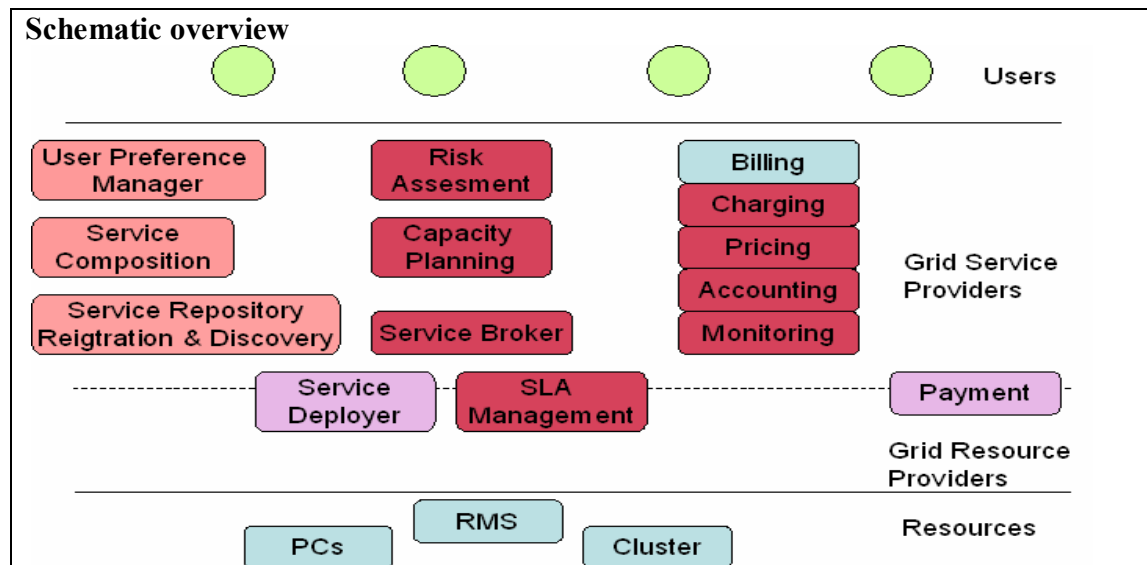 Schematic overview
Users
User Preference
Manager
Risk
Assesment
Billing
Charging
Service
Composition
Capacity
Planning
Pricing
Grid Service
Providers
Accounting
Service Repository
Reigtration & Discovery
Service Broker
Monitoring
Service
Deployer
SLA
Management
Payment
Grid Resource
Providers
RMS
Resources
PCs
Cluster